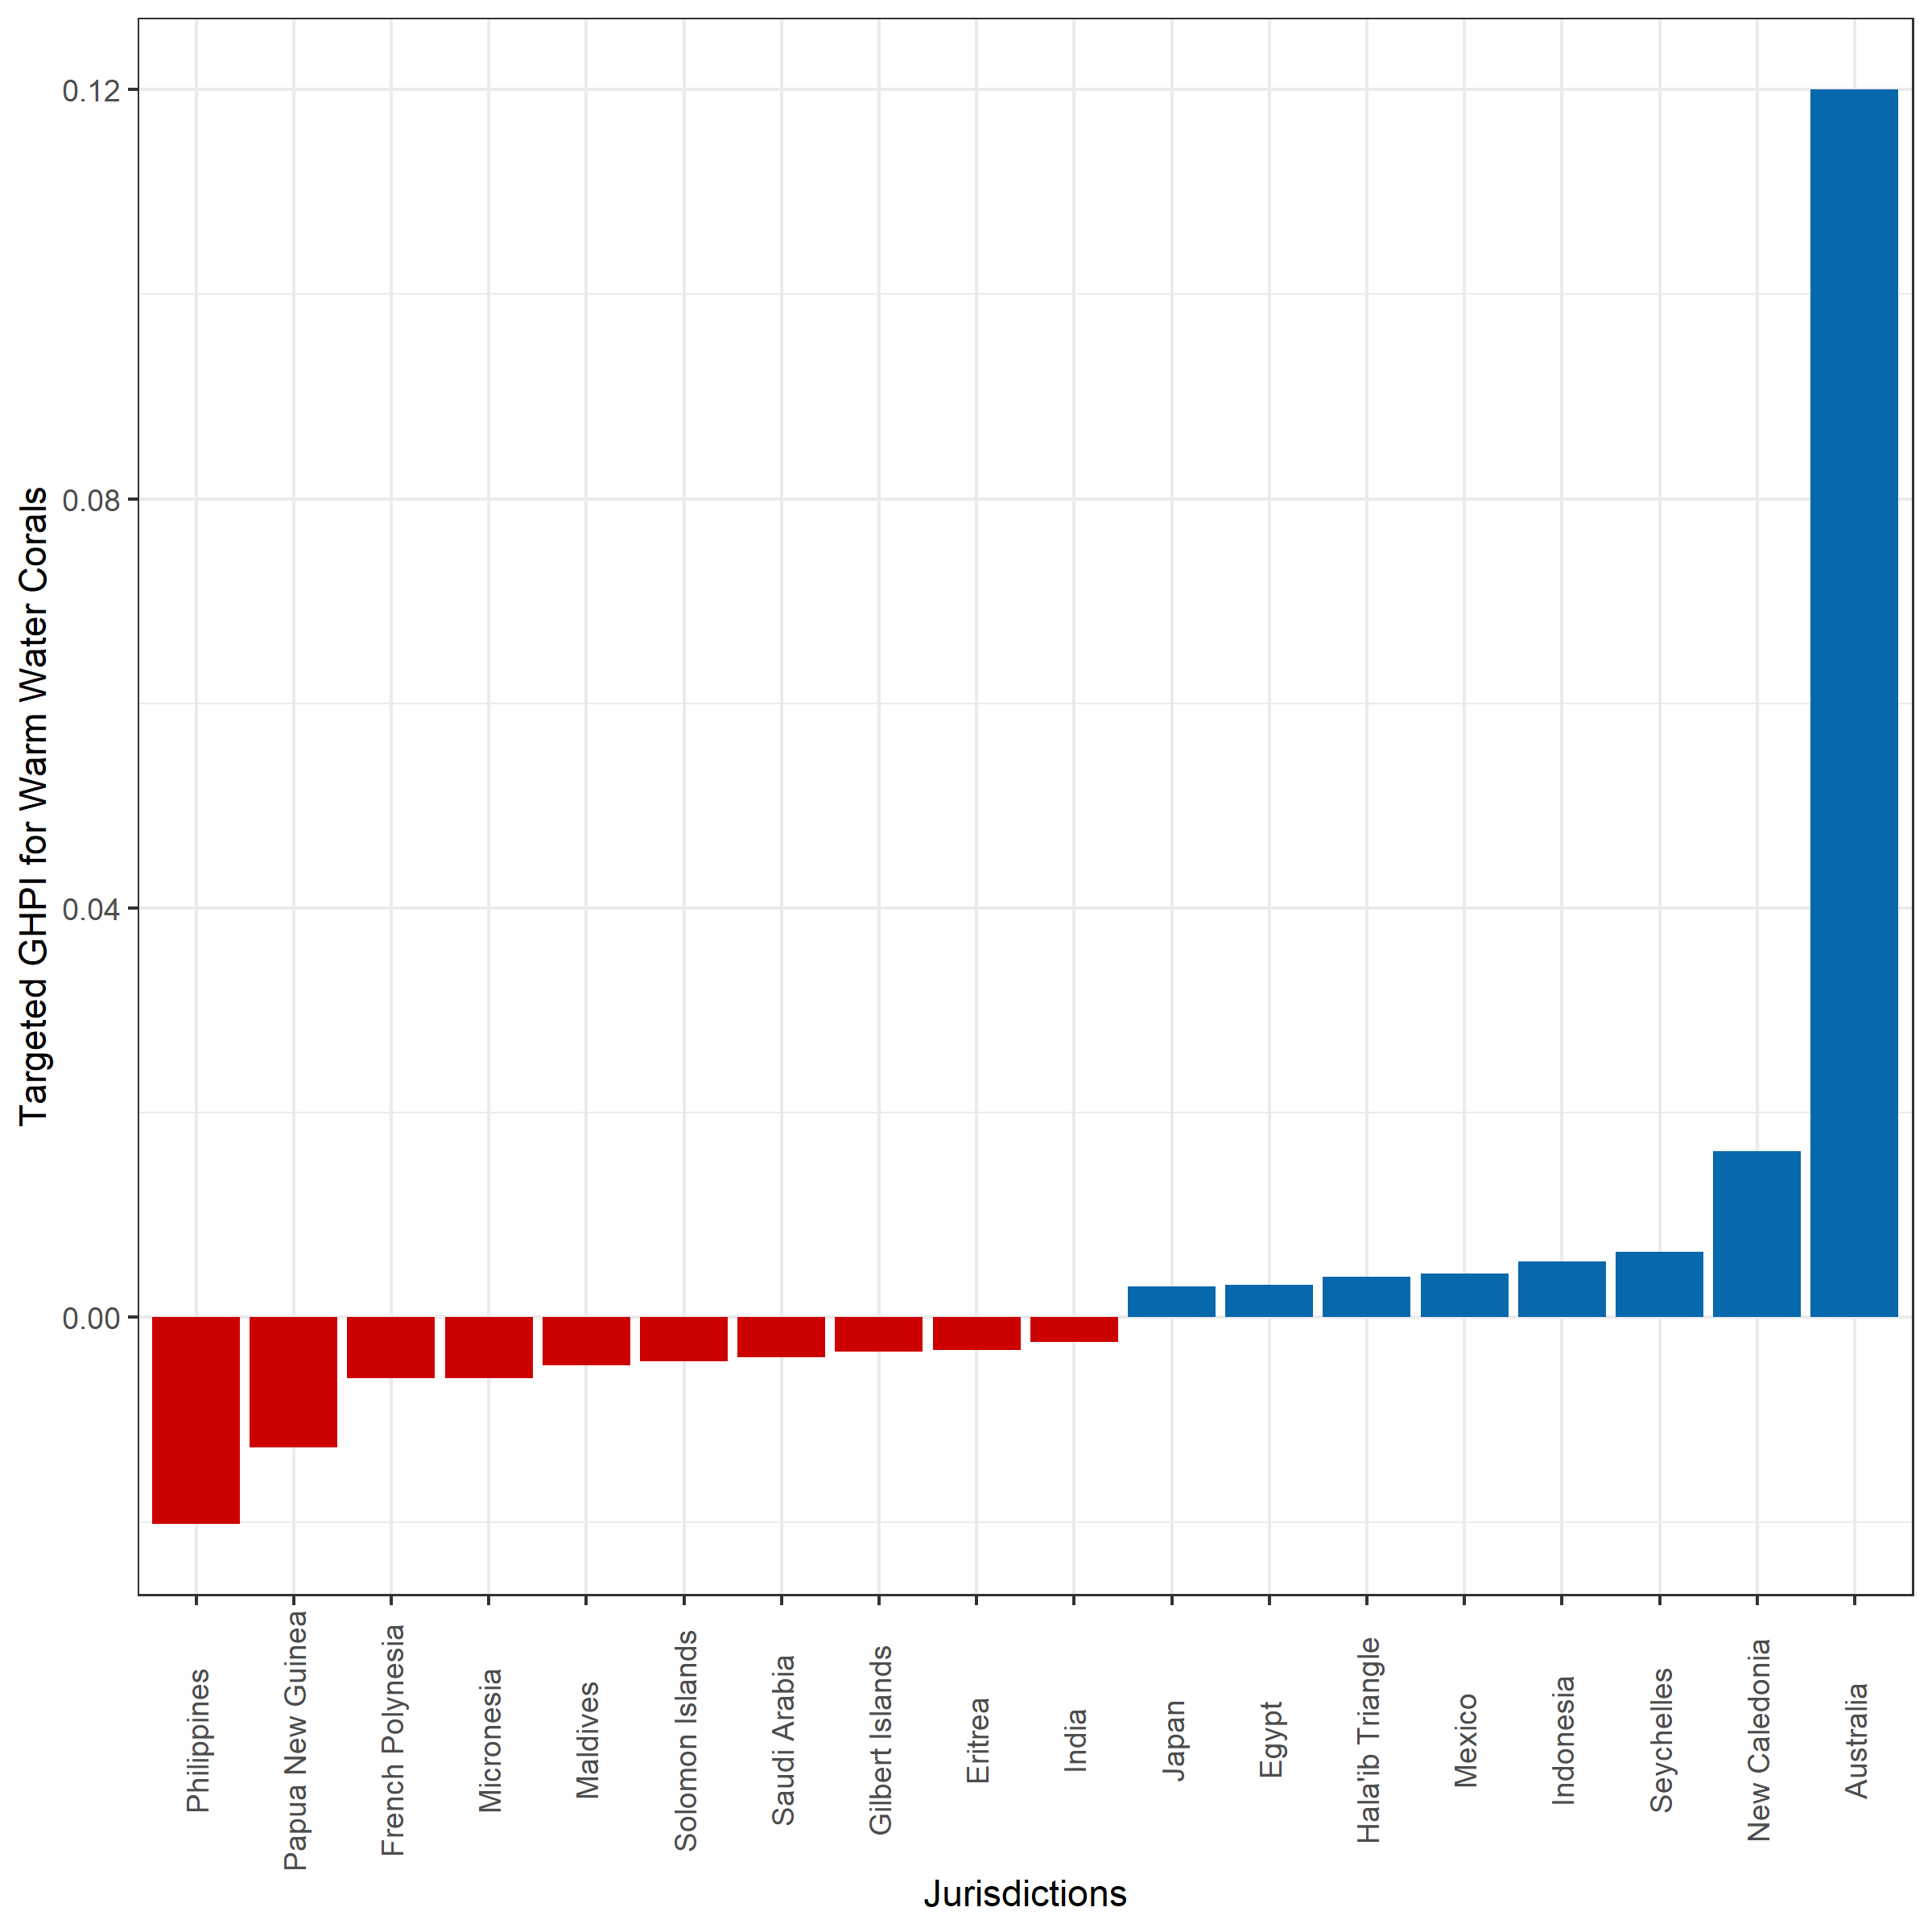 Targeted GHPI for Warm Water Corals
0.12
0.08
0.04
0.00
Philippines
Papua New Guinea
French Polynesia
Micronesia
Maldives
Solomon Islands
Saudi Arabia
Gilbert Islands
Eritrea
India
Japan
Egypt
Hala'ib Triangle
Mexico
Indonesia
Seychelles
New Caledonia
Australia
Jurisdictions